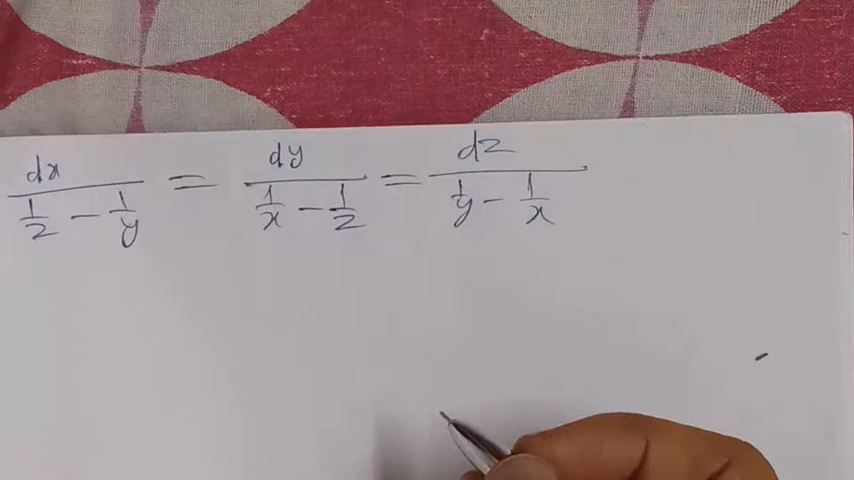 dx/(1/z - 1/y) = dy/(1/x - 1/z) = dz/(1/y - 1/x)